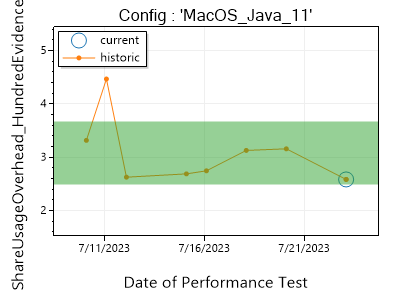 Config : 'MacOS_Java_11'
current
historic
ShareUsageOverhead_HundredEvidence
5
4
3
2
7/11/2023
7/16/2023
7/21/2023
Date of Performance Test